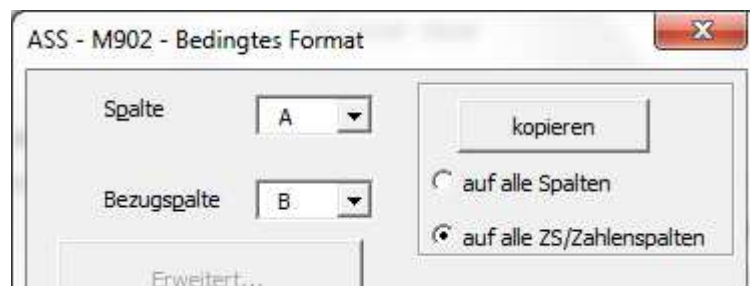 ASS - M902 - Bedingtes Format
Spalte
A
kopieren
auf alle Spalten
Bezugspalte
B
auf alle ZS/Zahlenspalten
Erweitert...